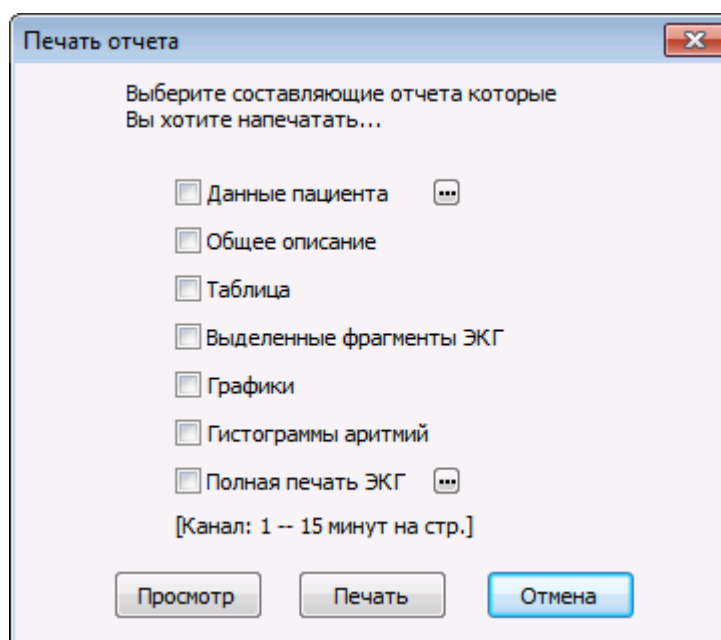 Печать отчета
Выберите составляющие отчета которые
Вы хотите напечатать...
Данные пациента
Общее описание
Таблица
Выделенные фрагменты ЭКГ
Графики
Гистограммы аритмий
Полная печать ЭКГ
[Канал: 1 -- 15 минут на стр.]
Просмотр Печать Отмена